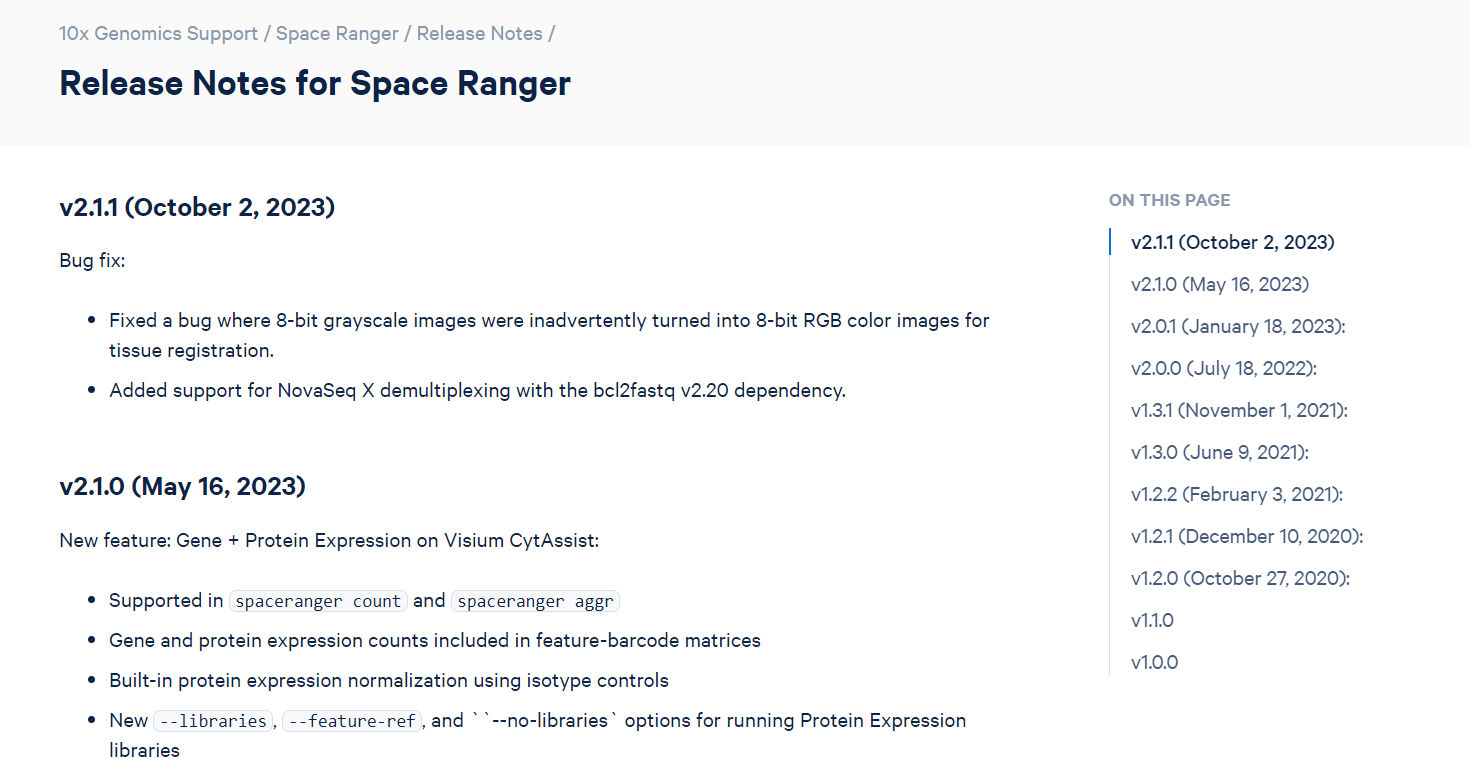 10x Genomics Support / Space Ranger / Release Notes /
Release Notes for Space Ranger
v2.1.1 (October 2, 2023)
Bug fix:
• Fixed a bug where 8-bit grayscale images were inadvertently turned into 8-bit RGB color images for
tissue registration.
• Added support for NovaSeq X demultiplexing with the bcl2fastq v2.20 dependency.
v2.1.0 (May 16, 2023)
New feature: Gene + Protein Expression on Visium CytAssist:
• Supported in spaceranger count and spaceranger aggr
• Gene and protein expression counts included in feature-barcode matrices
• Built-in protein expression normalization using isotype controls
• New --libraries, --feature-ref, and ``--no-libraries` options for running Protein Expression
libraries
ON THIS PAGE
v2.1.1 (October 2, 2023)
v2.1.0 (May 16, 2023)
v2.0.1 (January 18, 2023):
v2.0.0 (July 18, 2022):
v1.3.1 (November 1, 2021):
v1.3.0 (June 9, 2021):
v1.2.2 (February 3, 2021):
v1.2.1 (December 10, 2020):
v1.2.0 (October 27, 2020):
v1.1.0
v1.0.0